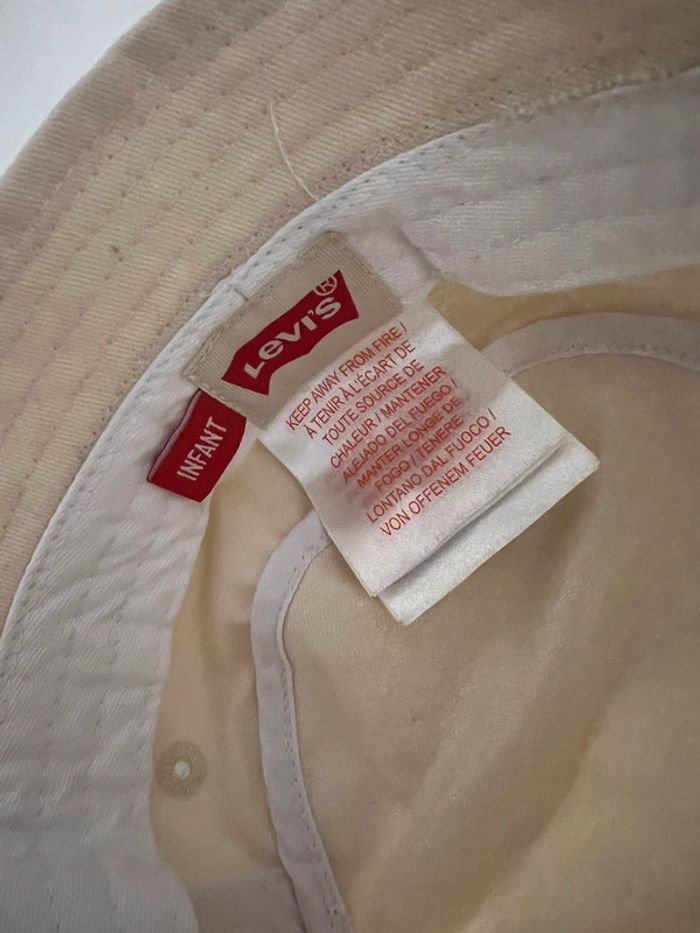 LEVI'S®
INFANT
KEEP AWAY FROM FIRE /
À TENIR À L'ÉCART DE
TOUTE SOURCE DE
CHALEUR / MANTENER
ALEJADO DEL FUEGO /
MANTER LONGE DE
FOGO / TENERE
LONTANO DAL FUOCO /
VON OFFENEM FEUER